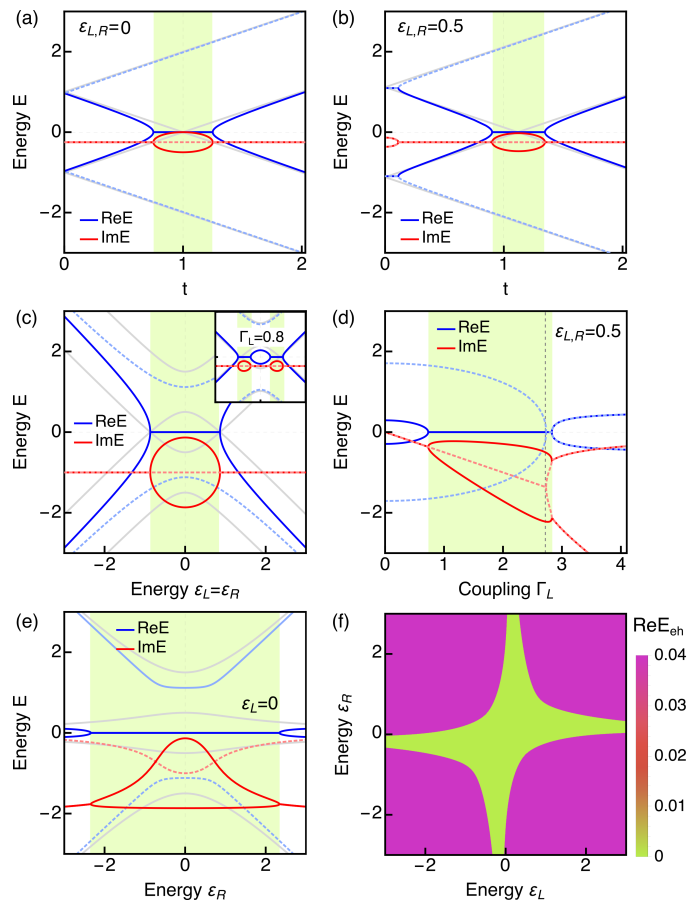 (a)
ε_{L,R}=0
Energy E
2
0
−2
ReE
ImE
0
1
2
t
(b)
ε_{L,R}=0.5
Energy E
2
0
−2
ReE
ImE
0
1
2
t
(c)
Γ_L=0.8
Energy E
2
0
−2
ReE
ImE
−2
0
2
Energy ε_L=ε_R
(d)
ε_{L,R}=0.5
Energy E
2
0
−2
ReE
ImE
0
1
2
3
4
Coupling Γ_L
(e)
ε_L=0
Energy E
2
0
−2
ReE
ImE
−2
0
2
Energy ε_R
(f)
Energy ε_R
2
0
−2
−2
0
2
Energy ε_L
ReE_{eh}
0.04
0.03
0.02
0.01
0